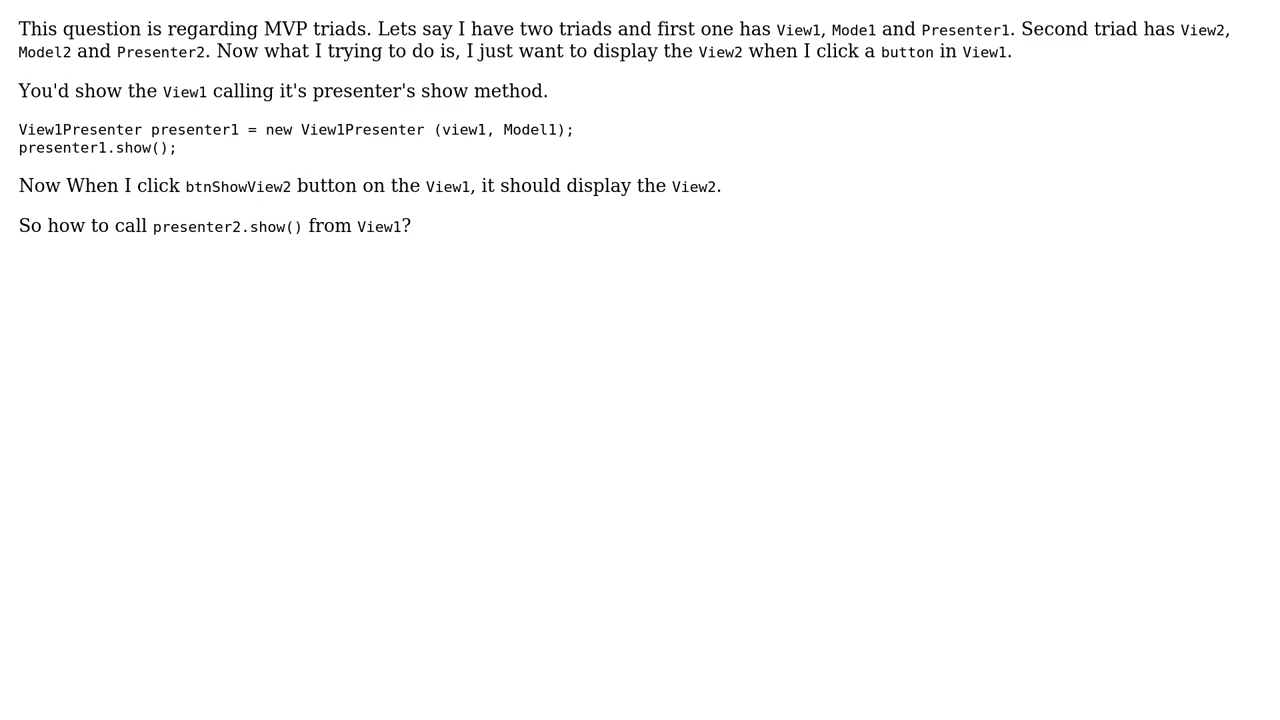 This question is regarding MVP triads. Lets say I have two triads and first one has View1, Mode1 and Presenter1. Second triad has View2,
Model2 and Presenter2. Now what I trying to do is, I just want to display the View2 when I click a button in View1.
You'd show the View1 calling it's presenter's show method.
View1Presenter presenter1 = new View1Presenter (view1, Model1);
presenter1.show();
Now When I click btnShowView2 button on the View1, it should display the View2.
So how to call presenter2.show() from View1?